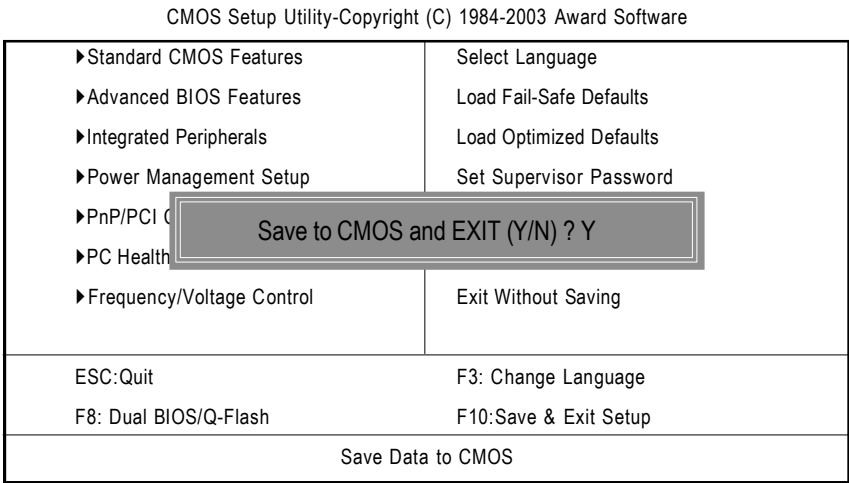 CMOS Setup Utility-Copyright (C) 1984-2003 Award Software
Standard CMOS Features
Select Language
Advanced BIOS Features
Load Fail-Safe Defaults
Integrated Peripherals
Load Optimized Defaults
Power Management Setup
Set Supervisor Password
PnP/PCI
PC Health
Save to CMOS and EXIT (Y/N) ? Y
Frequency/Voltage Control
Exit Without Saving
ESC:Quit
F3: Change Language
F8: Dual BIOS/Q-Flash
F10:Save & Exit Setup
Save Data to CMOS